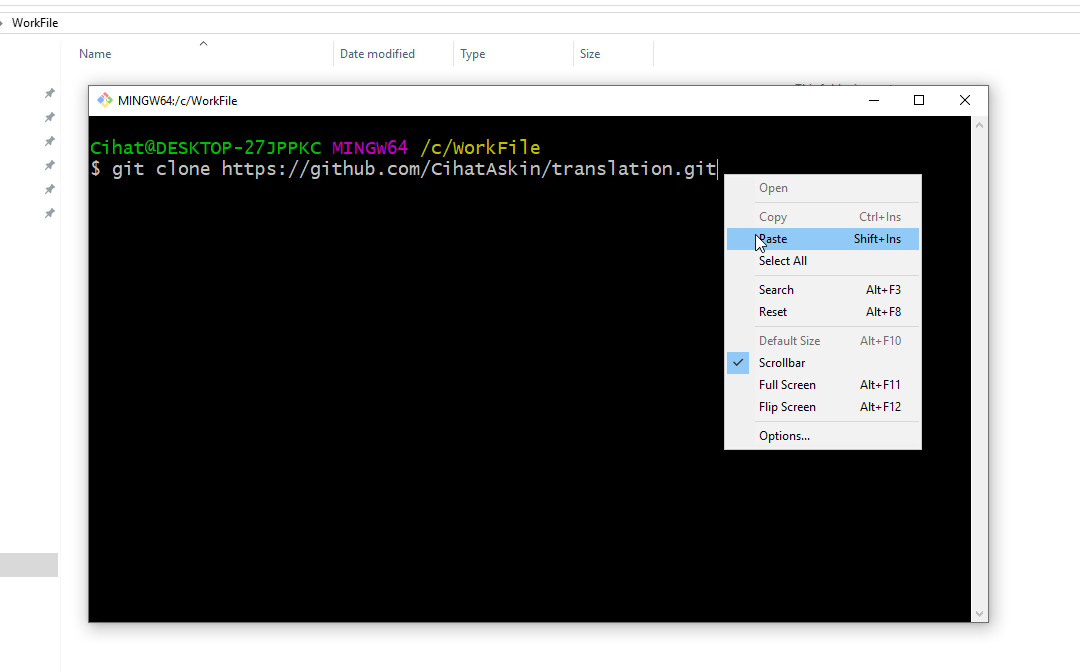 WorkFile
Name Date modified Type Size
MINGW64:/c/WorkFile
Cihat@DESKTOP-27JPPKC MINGW64 /c/WorkFile
$ git clone https://github.com/CihatAskin/translation.git
Open
Copy Ctrl+Ins
Paste Shift+Ins
Select All
Search Alt+F3
Reset Alt+F8
Default Size Alt+F10
Scrollbar
Full Screen Alt+F11
Flip Screen Alt+F12
Options...